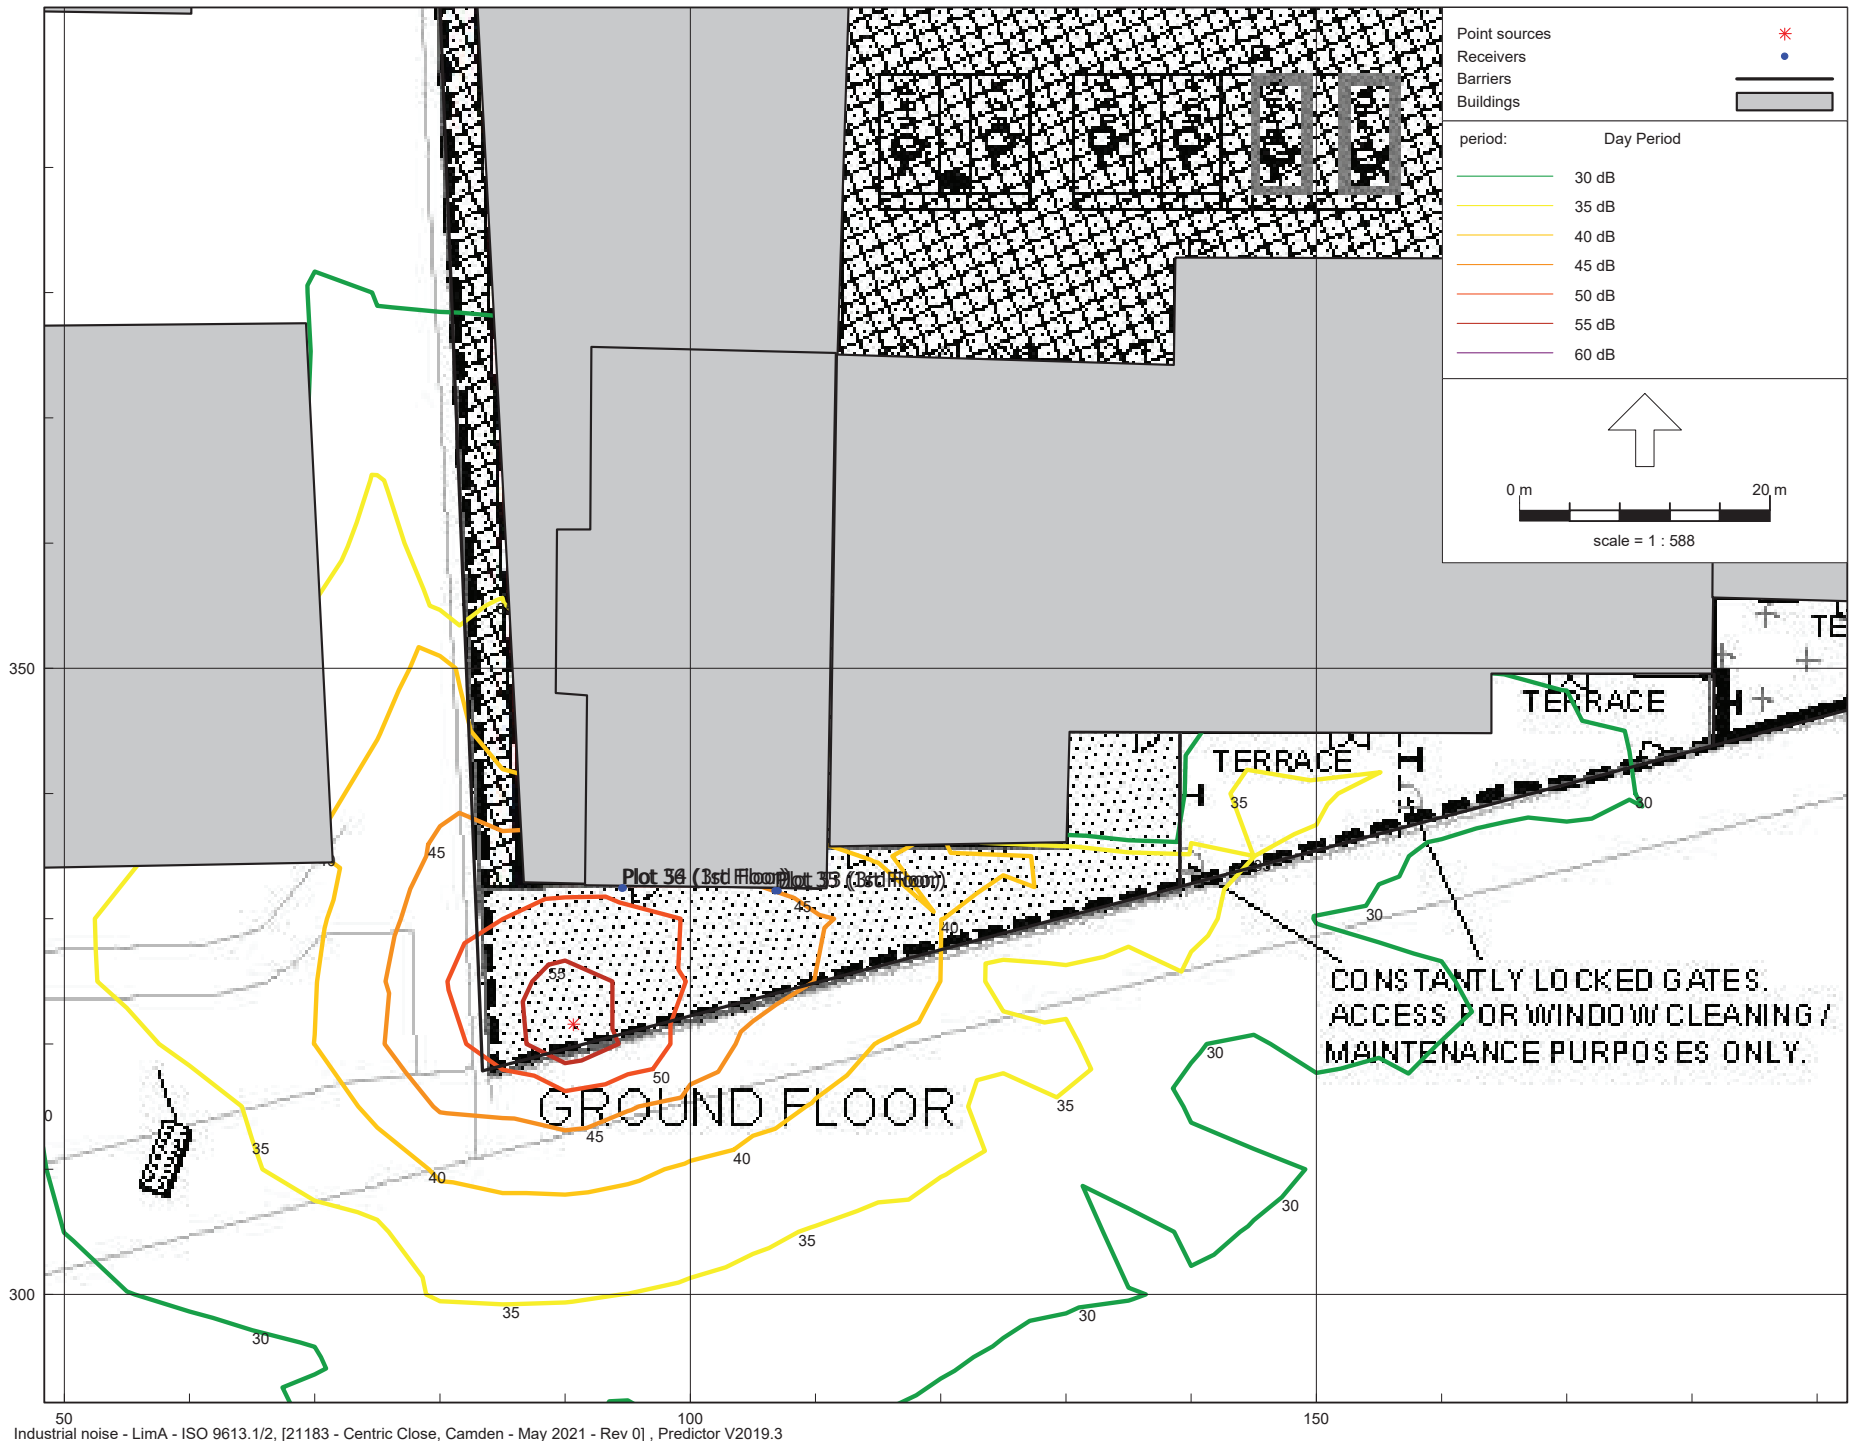 Point sources
Receivers
Barriers
Buildings
period: Day Period
30 dB
35 dB
40 dB
45 dB
50 dB
55 dB
60 dB
0 m 20 m
scale = 1 : 588
TE
350
TERRACE
TERRACE
35
30
45
45
40
55
30
CONSTANTLY LOCKED GATES.
ACCESS FOR WINDOW CLEANING /
MAINTENANCE PURPOSES ONLY.
30
50
35
GROUND FLOOR
0
45
35
40
40
30
35
300
35
30
30
50 100 150
Industrial noise - LimA - ISO 9613.1/2, [21183 - Centric Close, Camden - May 2021 - Rev 0] , Predictor V2019.3